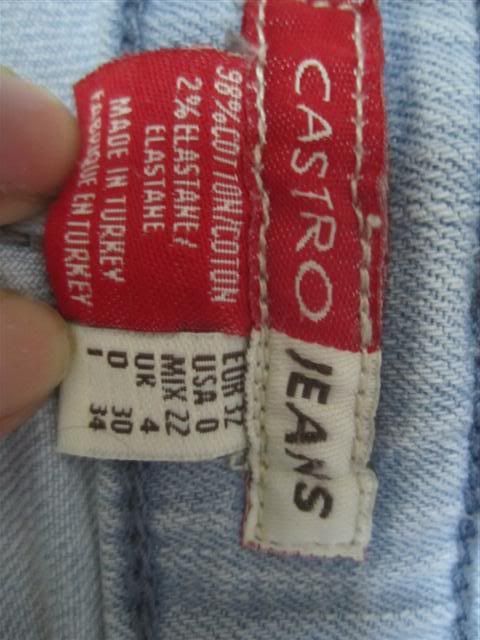 CASTRO
JEANS
98% COTTON/COTON
2% ELASTANE/
ELASTANE
MADE IN TURKEY
FABRIQUE EN TURKEY
EUR 32
USA 0
MIX 22
UK 4
D 30
I 34